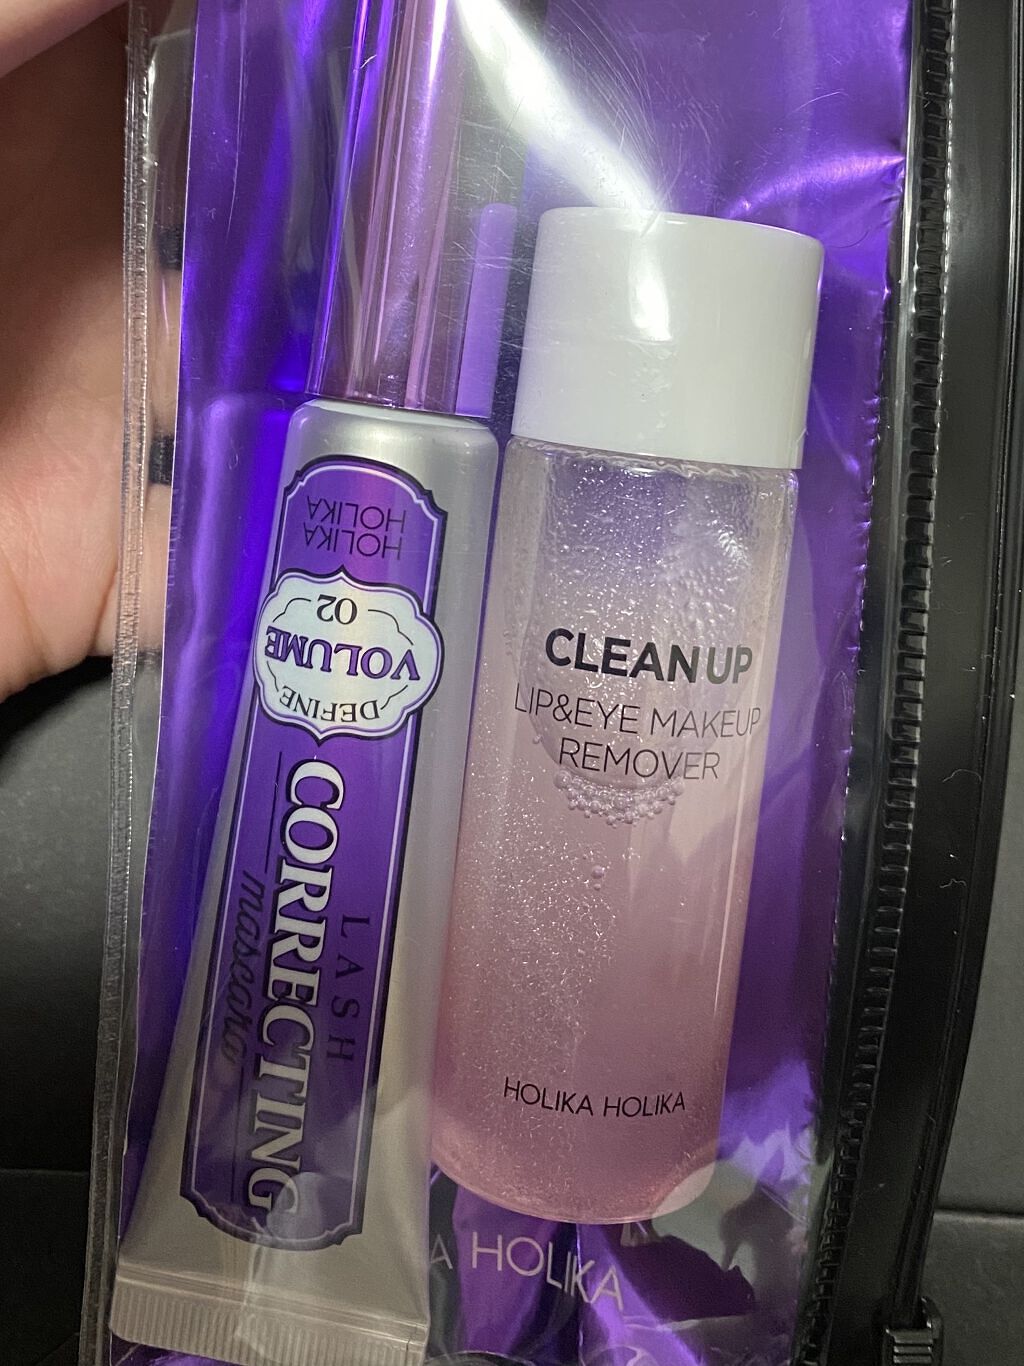 HOLIKA
HOLIKA
DEFINE
VOLUME
02
LASH
CORRECTING
mascara
CLEAN UP
LIP&EYE MAKEUP
REMOVER
HOLIKA HOLIKA
A HOLIKA